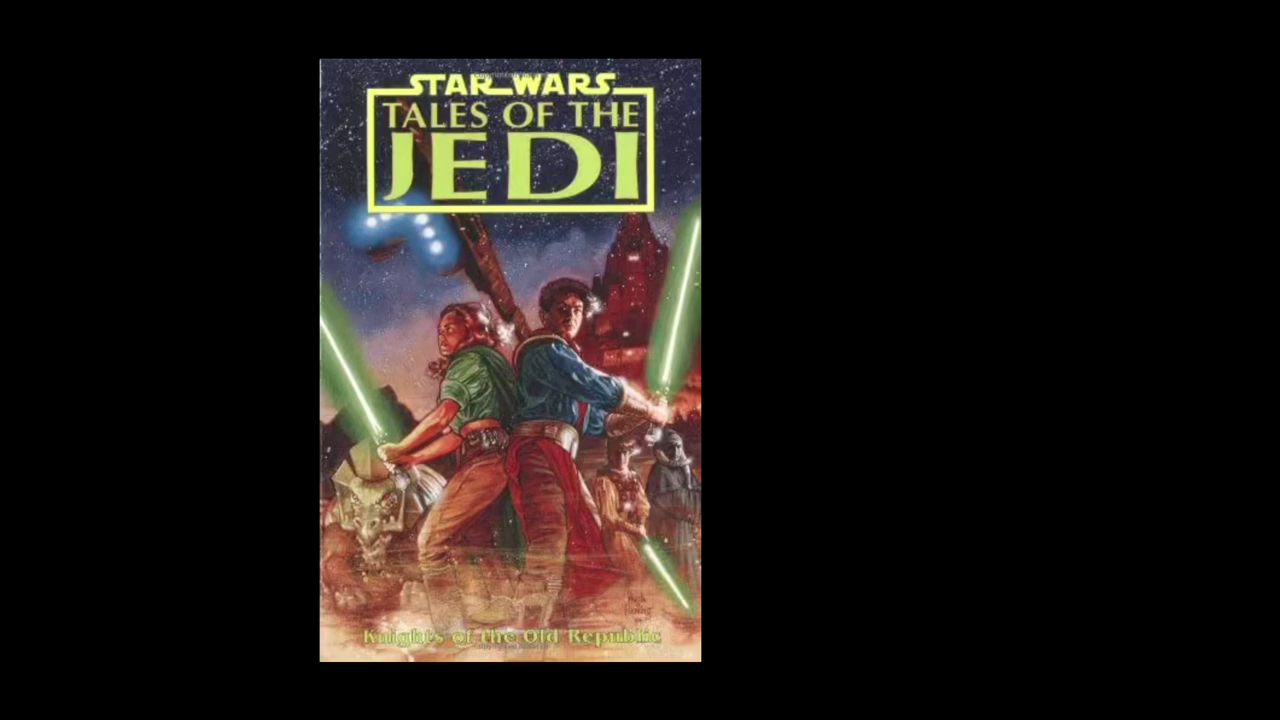 STAR WARS
TALES OF THE
JEDI
Knights of the Old Republic